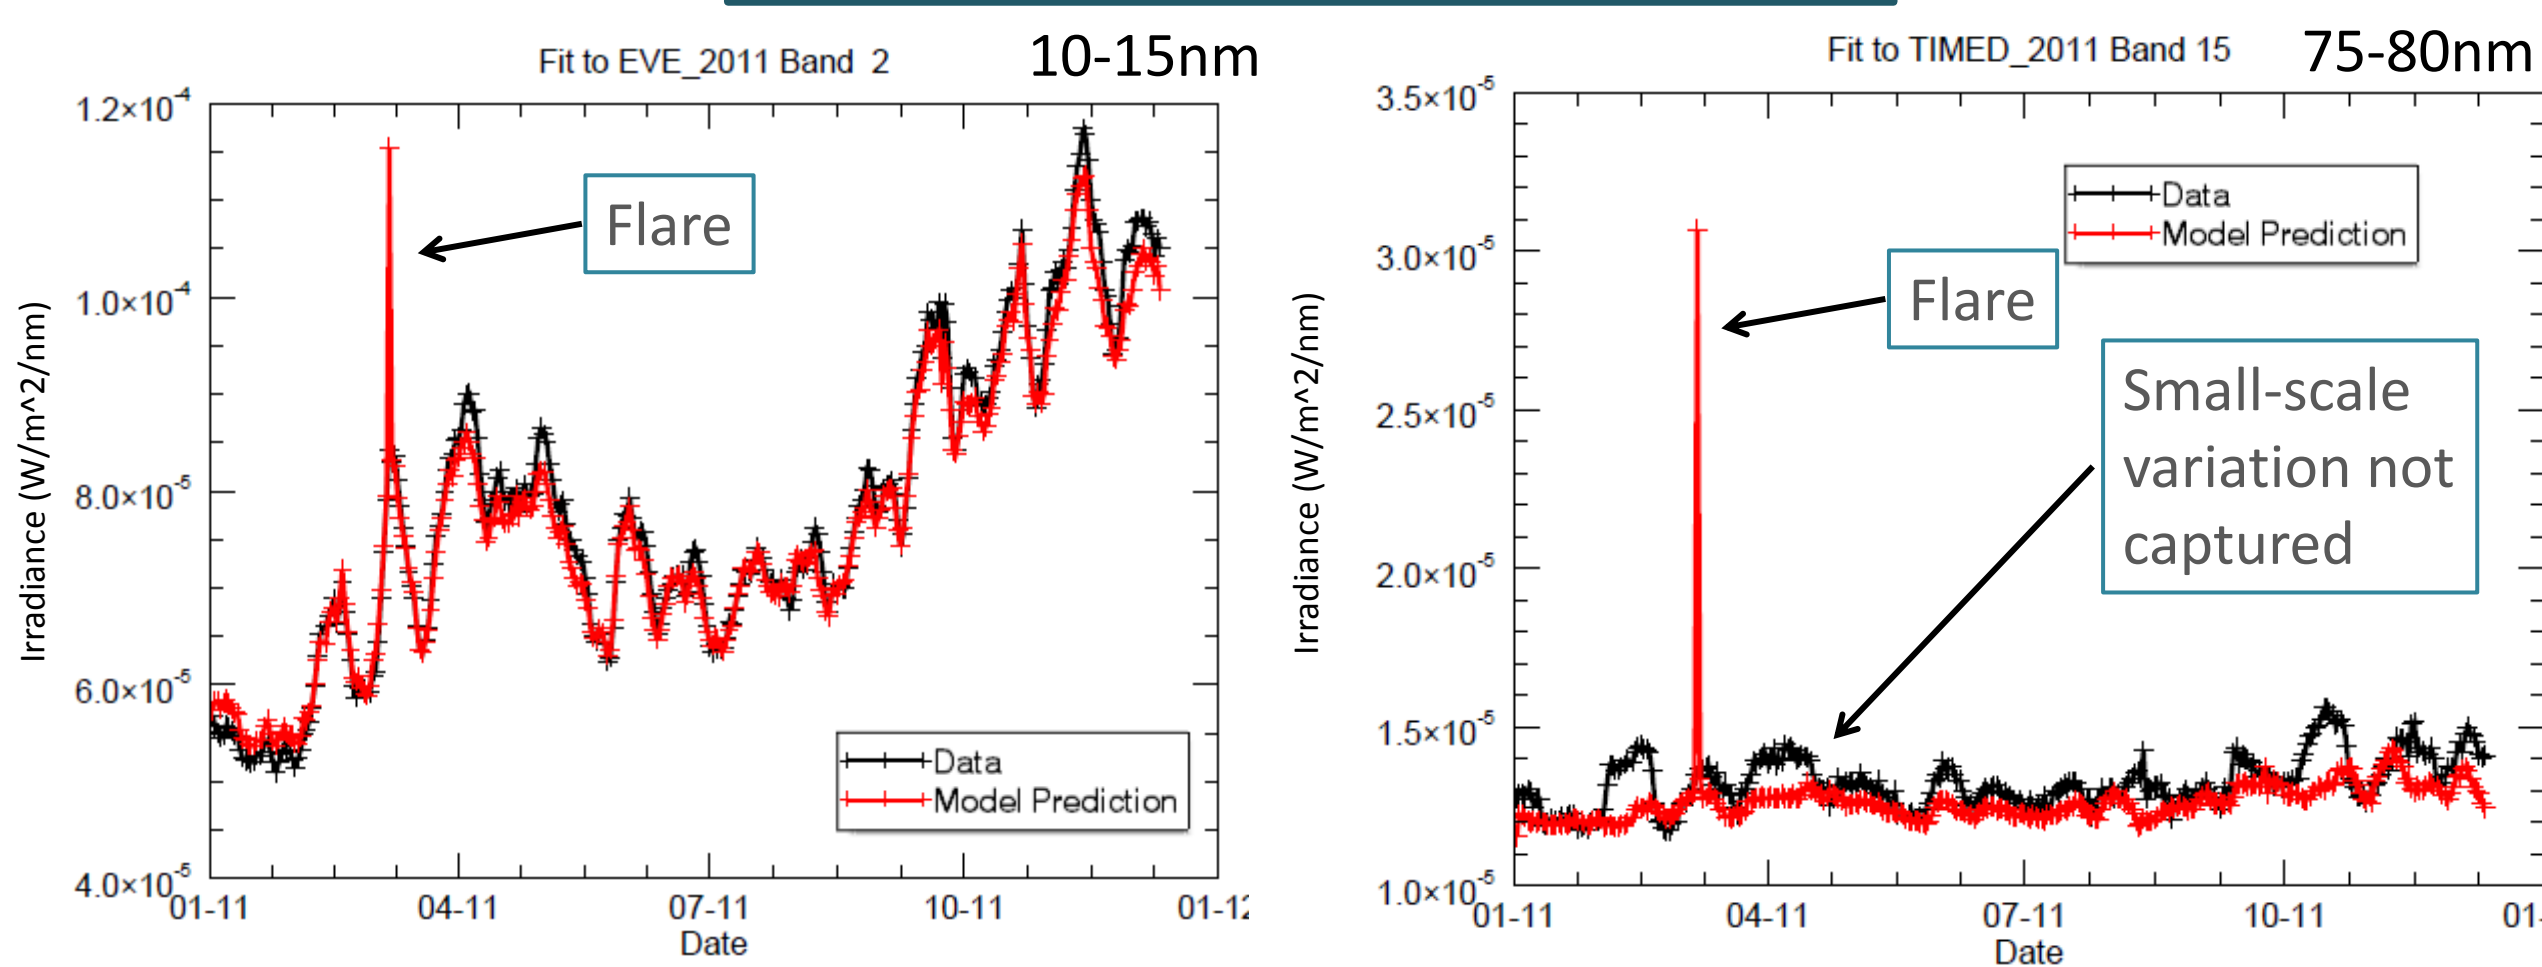 Fit to EVE_2011 Band 2
10-15nm
1.2×10^-4
1.0×10^-4
8.0×10^-5
6.0×10^-5
4.0×10^-5
Irradiance (W/m^2/nm)
Flare
Data
Model Prediction
01-11
04-11
07-11
10-11
01-12
Date
Fit to TIMED_2011 Band 15
75-80nm
3.5×10^-5
3.0×10^-5
2.5×10^-5
2.0×10^-5
1.5×10^-5
1.0×10^-5
Irradiance (W/m^2/nm)
Data
Model Prediction
Flare
Small-scale
variation not
captured
01-11
04-11
07-11
10-11
01-
Date